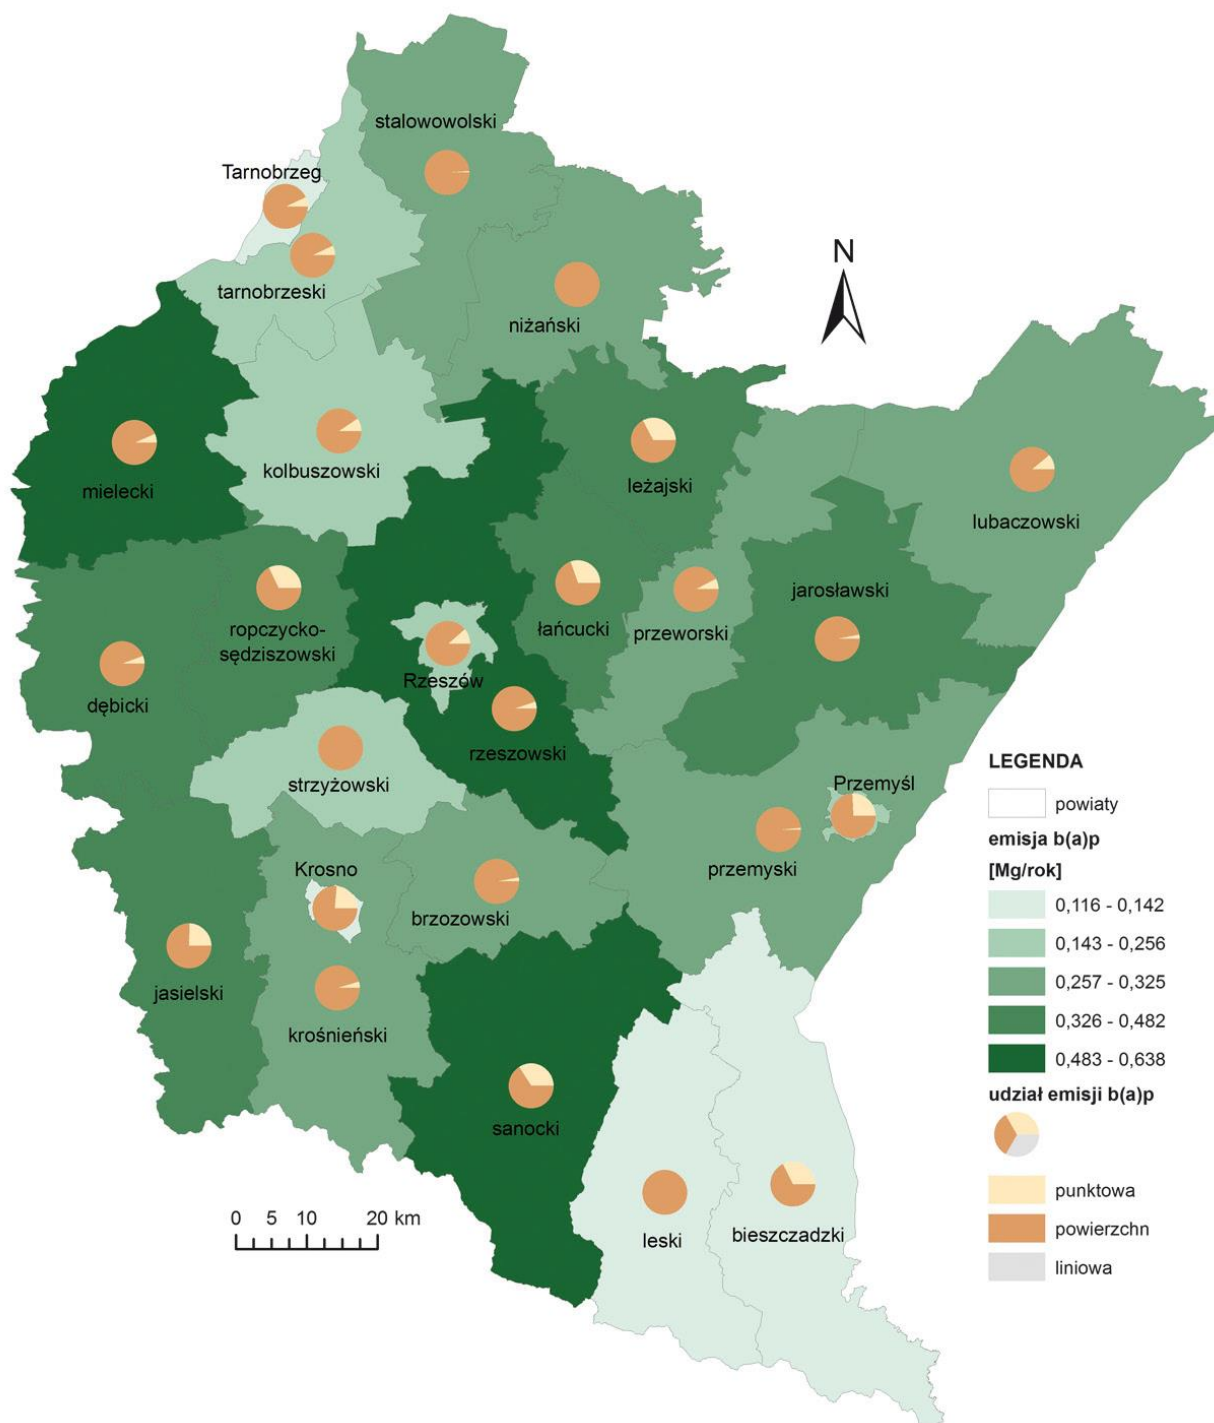 stalowowolski
Tarnobrzeg
tarnobrzeski
niżański
N
mielecki
kolbuszowski
leżajski
lubaczowski
ropczycko-
sędziszowski
łańcucki
przeworski
jarosławski
dębicki
Rzeszów
rzeszowski
strzyżowski
Przemyśl
przemyski
Krosno
brzozowski
jasielski
krośnieński
sanocki
leski
bieszczadzki
0 5 10 20 km
LEGENDA
powiaty
emisja b(a)p
[Mg/rok]
0,116 - 0,142
0,143 - 0,256
0,257 - 0,325
0,326 - 0,482
0,483 - 0,638
udział emisji b(a)p
punktowa
powierzchn
liniowa